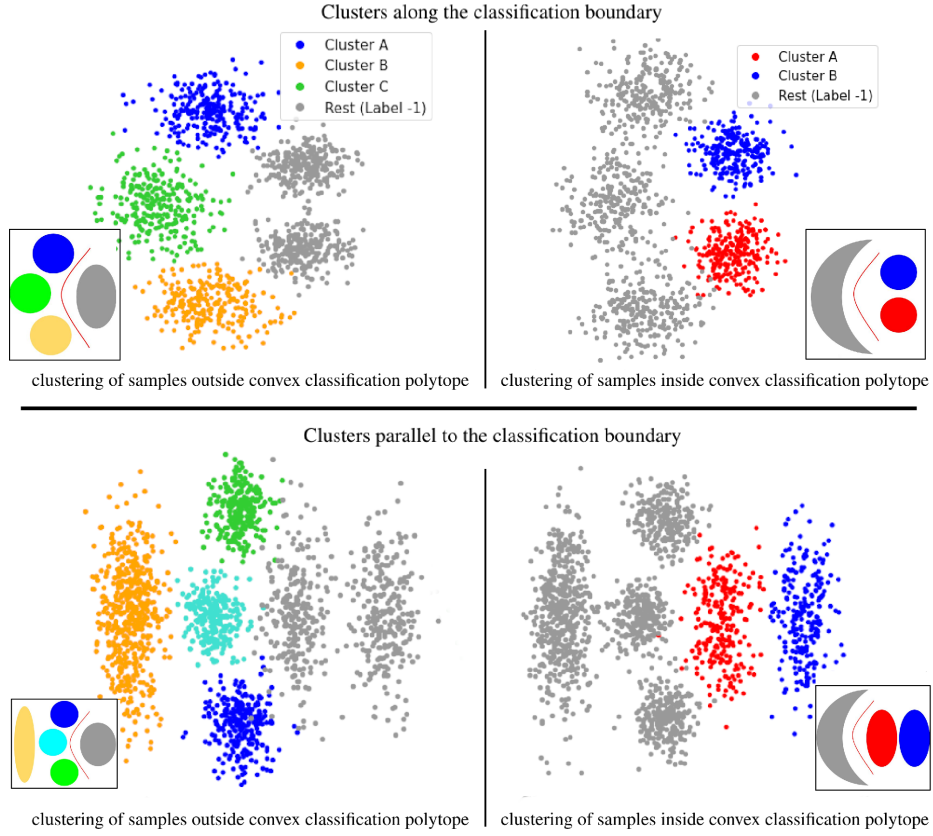 Clusters along the classification boundary
Cluster A
Cluster B
Cluster C
Rest (Label -1)
clustering of samples outside convex classification polytope
Cluster A
Cluster B
Rest (Label -1)
clustering of samples inside convex classification polytope
Clusters parallel to the classification boundary
clustering of samples outside convex classification polytope
clustering of samples inside convex classification polytope